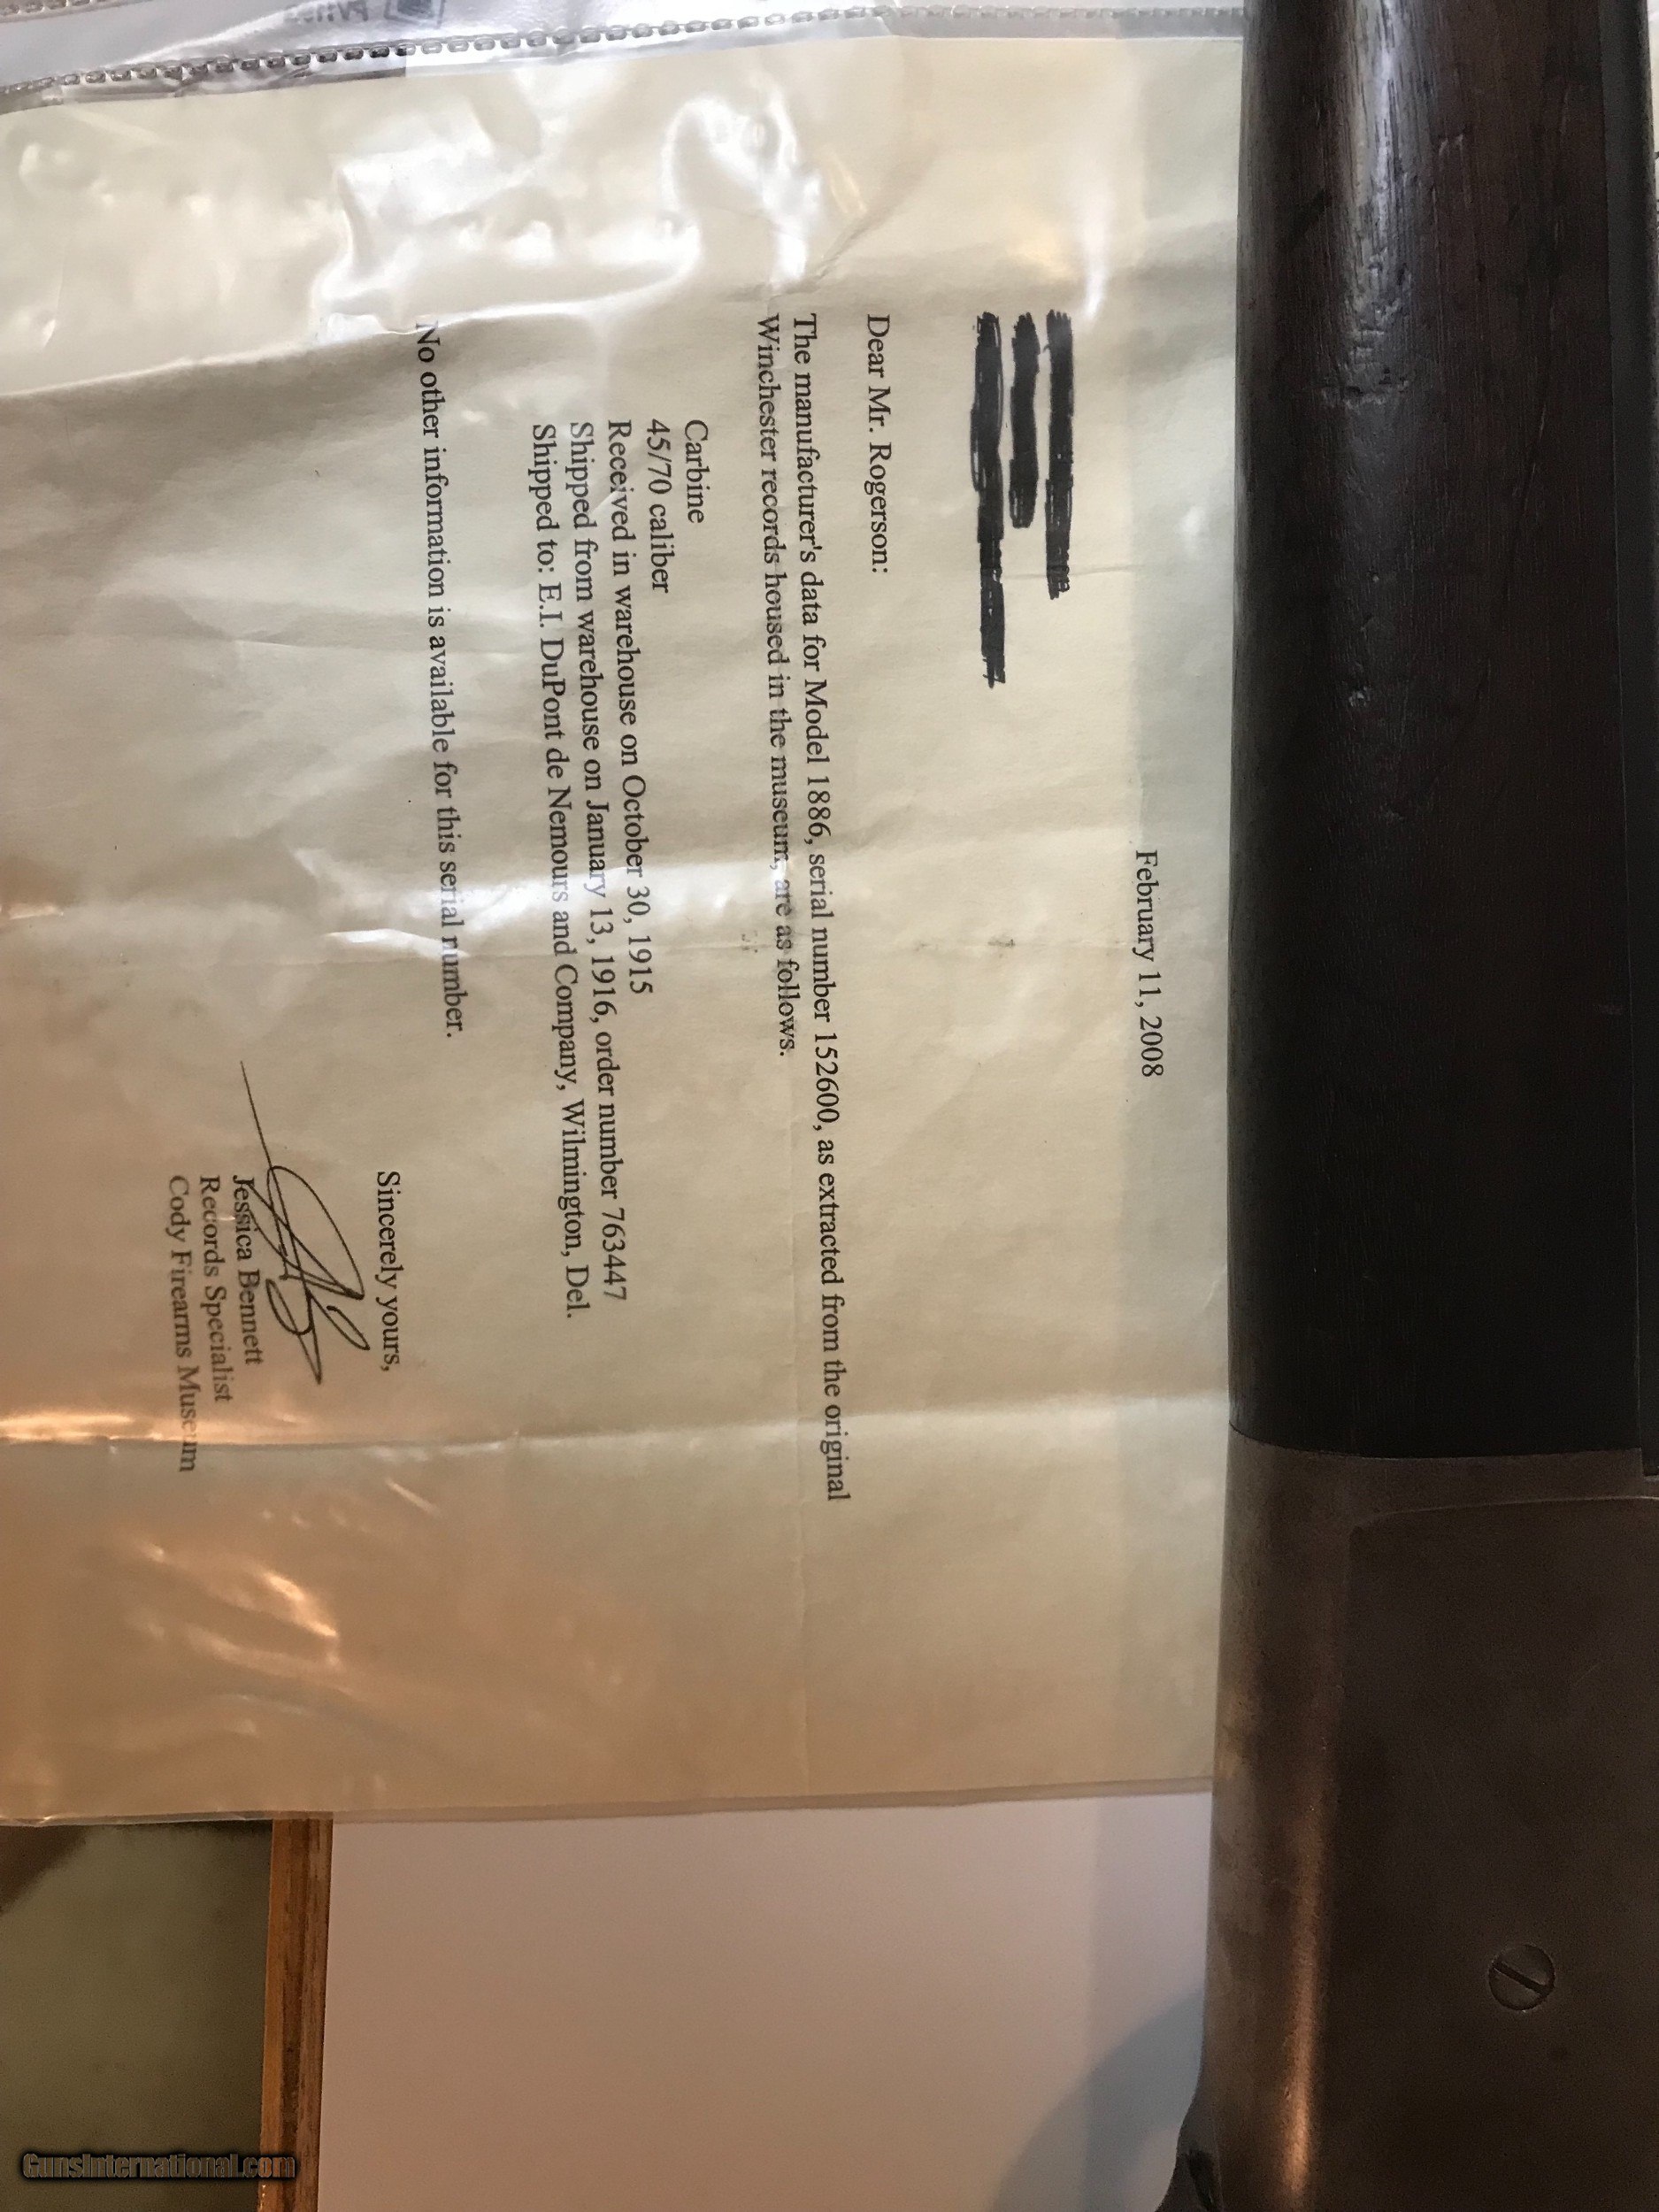 February 11, 2008
Dear Mr. Rogerson:
The manufacturer's data for Model 1886, serial number 152600, as extracted from the original
Winchester records housed in the museum, are as follows.
Carbine
45/70 caliber
Received in warehouse on October 30, 1915
Shipped from warehouse on January 13, 1916, order number 763447
Shipped to: E.I. DuPont de Nemours and Company, Wilmington, Del.
No other information is available for this serial number.
Sincerely yours,
Jessica Bennett
Records Specialist
Cody Firearms Museum
GunsInternational.com